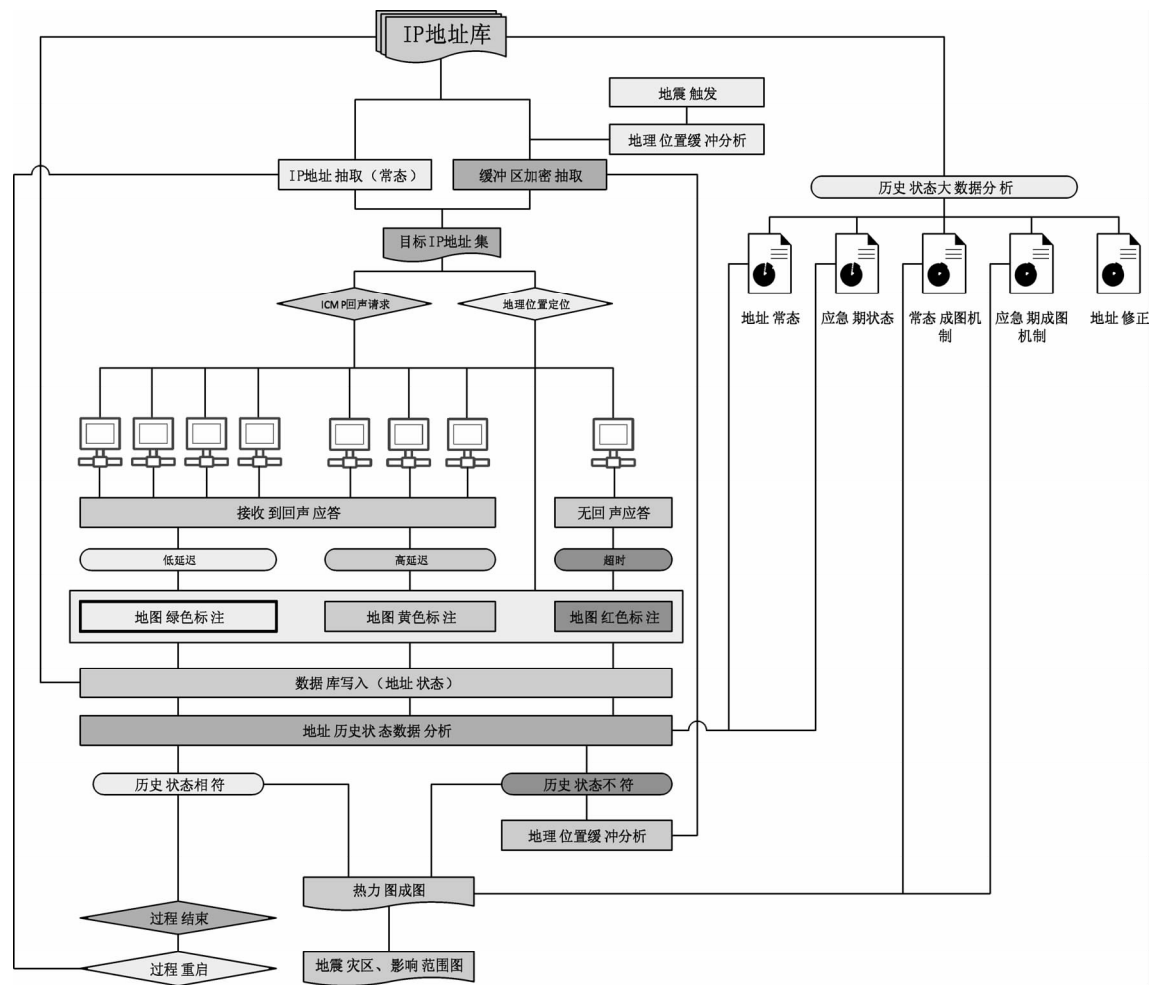 IP地址库
地震触发
地理位置缓冲分析
IP地址抽取（常态）
缓冲区加密抽取
历史状态大数据分析
目标IP地址集
ICMP回声请求
地理位置定位
地址常态
应急期状态
常态成图机
制
应急期成图
机制
地址修正
接收到回声应答
无回声应答
低延迟
高延迟
超时
地图绿色标注
地图黄色标注
地图红色标注
数据库写入（地址状态）
地址历史状态数据分析
历史状态相符
历史状态不符
地理位置缓冲分析
热力图成图
过程结束
地震灾区、影响范围图
过程重启